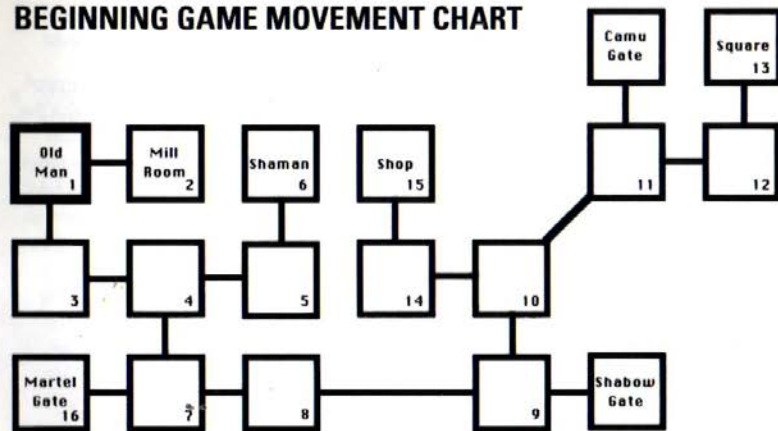 BEGINNING GAME MOVEMENT CHART
Camu
Gate
Square
13
Old
Man
1
Mill
Room
2
Shaman
6
Shop
15
11
12
3
4
5
14
10
Martel
Gate
16
7
8
9
Shabow
Gate